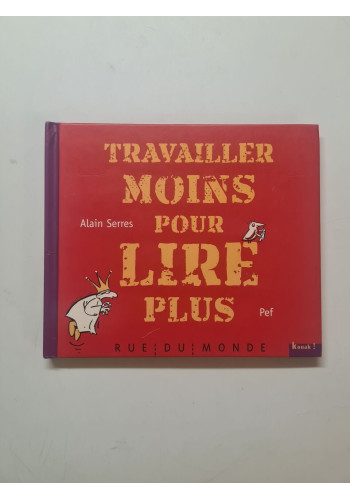 TRAVAILLER
MOINS
Alain Serres
POUR
LIRE
PLUS
Pef
RUE DU MONDE